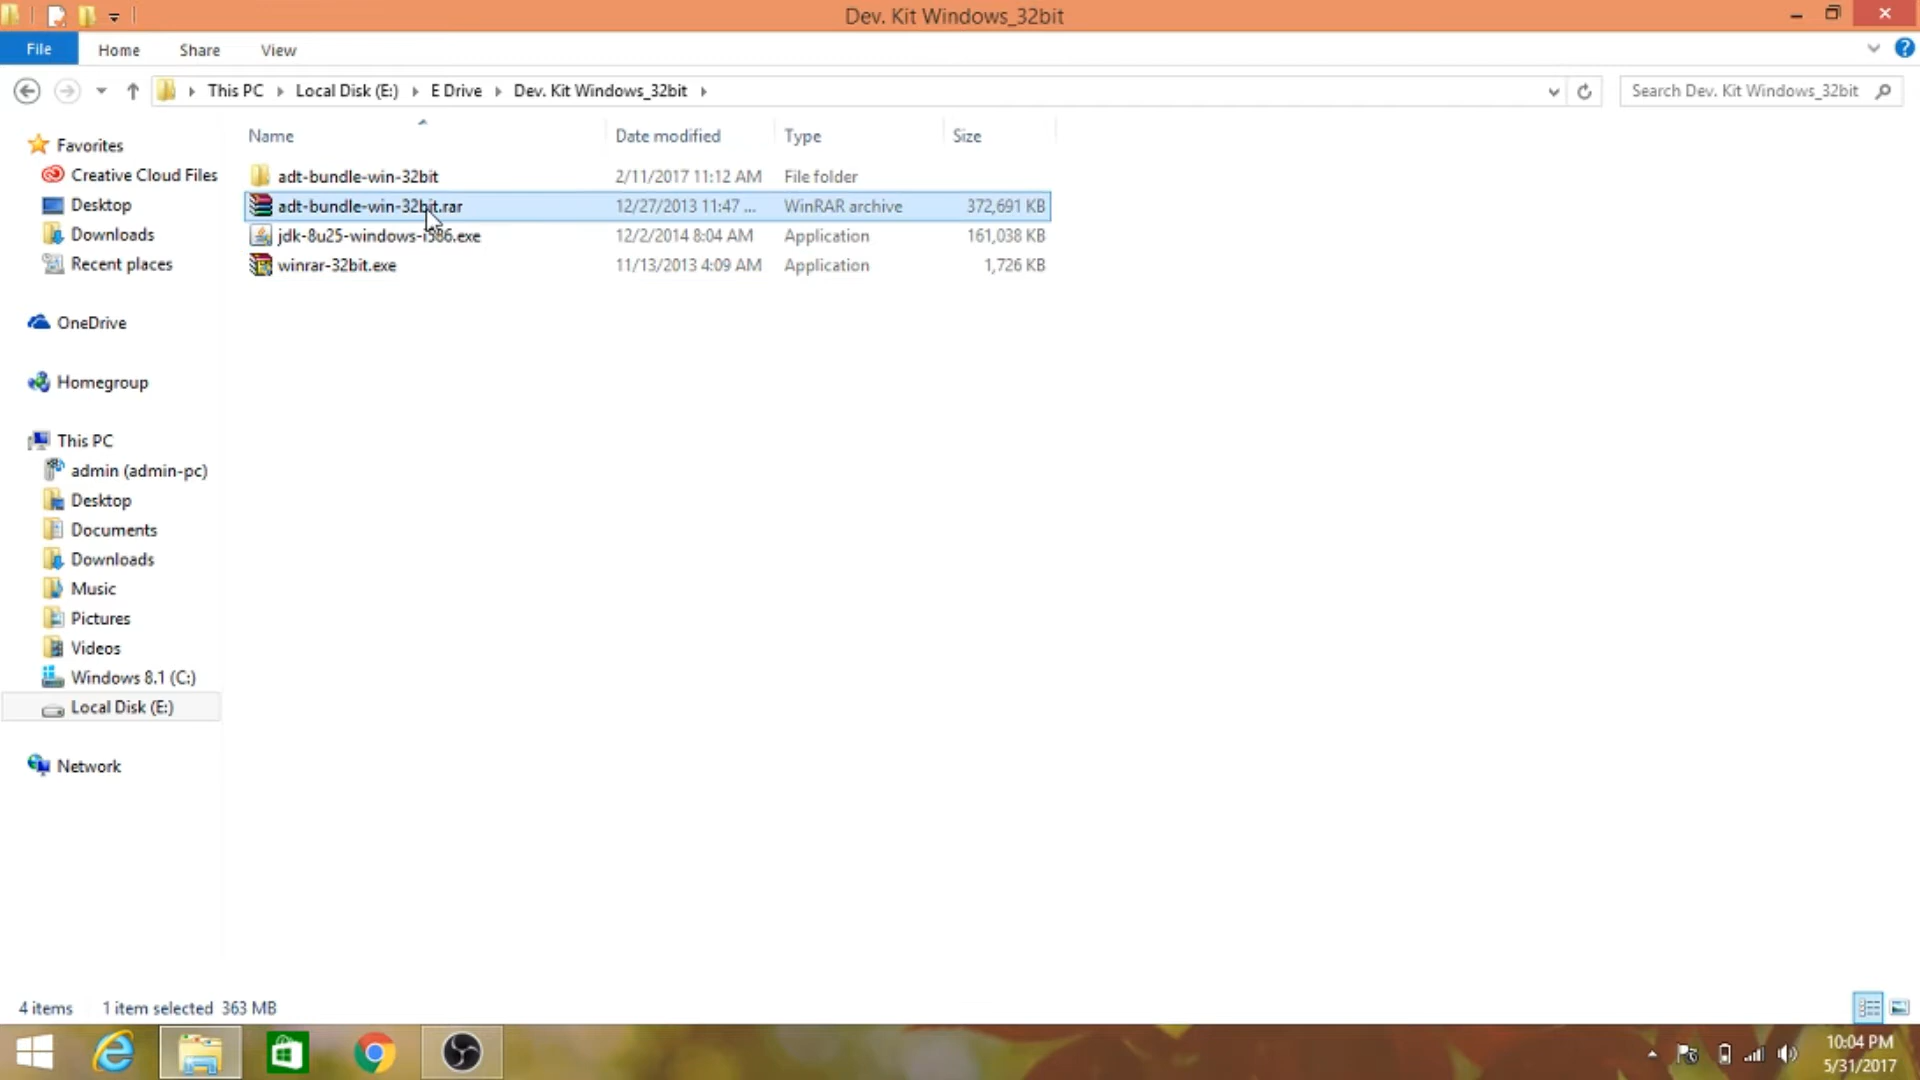 Dev. Kit Windows_32bit
File Home Share View
This PC Local Disk (E:) E Drive Dev. Kit Windows_32bit Search Dev. Kit Windows_32bit
Name Date modified Type Size
adt-bundle-win-32bit 2/11/2017 11:12 AM File folder
adt-bundle-win-32bit.rar 12/27/2013 11:47 ... WinRAR archive 372,691 KB
jdk-8u25-windows-i586.exe 12/2/2014 8:04 AM Application 161,038 KB
winrar-32bit.exe 11/13/2013 4:09 AM Application 1,726 KB
Favorites
Creative Cloud Files
Desktop
Downloads
Recent places
OneDrive
Homegroup
This PC
admin (admin-pc)
Desktop
Documents
Downloads
Music
Pictures
Videos
Windows 8.1 (C:)
Local Disk (E:)
Network
4 items 1 item selected 363 MB
10:04 PM
5/31/2017